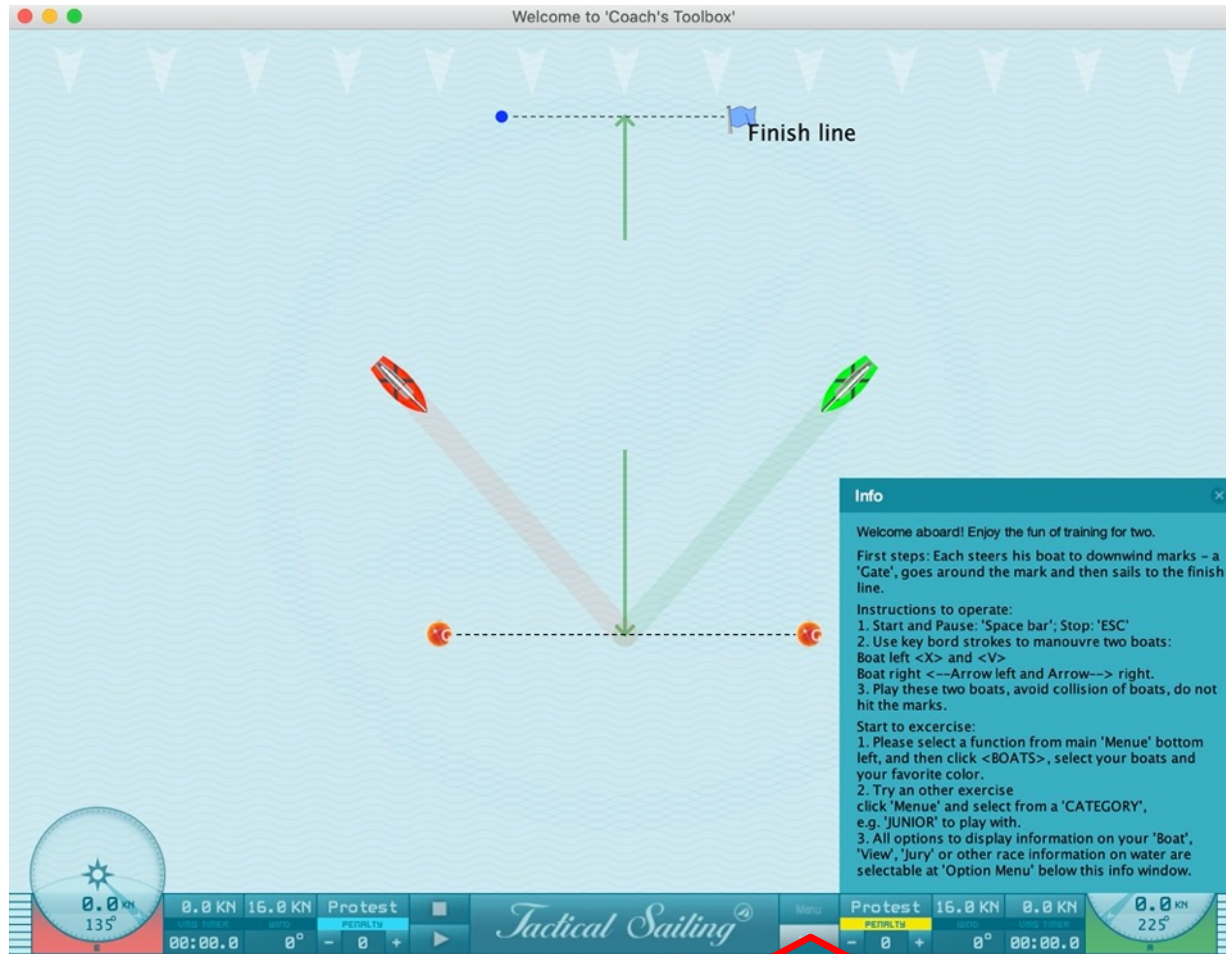 Welcome to 'Coach's Toolbox'
Finish line
Info
Welcome aboard! Enjoy the fun of training for two.
First steps: Each steers his boat to downwind marks – a
'Gate', goes around the mark and then sails to the finish
line.
Instructions to operate:
1. Start and Pause: 'Space bar'; Stop: 'ESC'
2. Use key bord strokes to manouvre two boats:
Boat left <X> and <V>
Boat right <--Arrow left and Arrow--> right.
3. Play these two boats, avoid collision of boats, do not
hit the marks.
Start to excercise:
1. Please select a function from main 'Menue' bottom
left, and then click <BOATS>, select your boats and
your favorite color.
2. Try an other exercise
click 'Menue' and select from a 'CATEGORY',
e.g. 'JUNIOR' to play with.
3. All options to display information on your 'Boat',
'View', 'Jury' or other race information on water are
selectable at 'Option Menu' below this info window.
0.0 KN
135°
0.0 KN 16.0 KN Protest
VMG TIMER WIND PENALTY
00:00.0 0° - 0 +
Tactical Sailing
Menu
Protest 16.0 KN 0.0 KN
PENALTY WIND VMG TIMER
- 0 + 0° 00:00.0
0.0 KN
225°